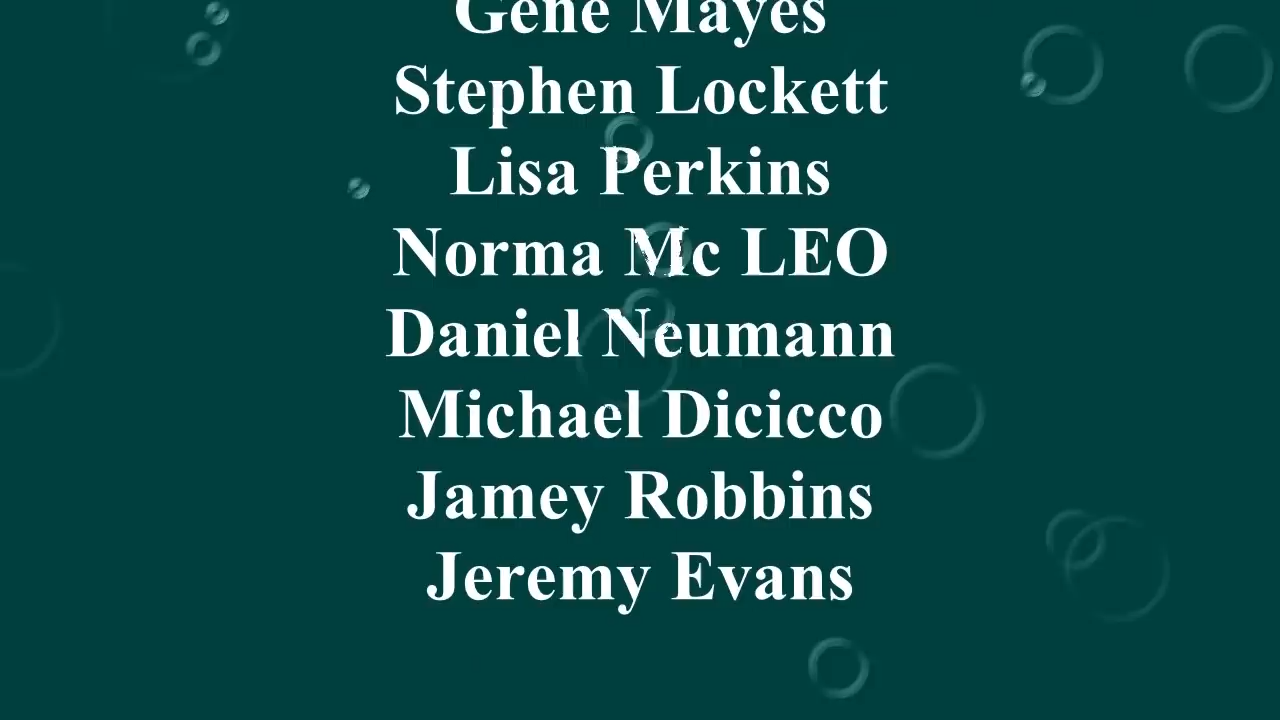 Gene Mayes
Stephen Lockett
Lisa Perkins
Norma Mc LEO
Daniel Neumann
Michael Dicicco
Jamey Robbins
Jeremy Evans